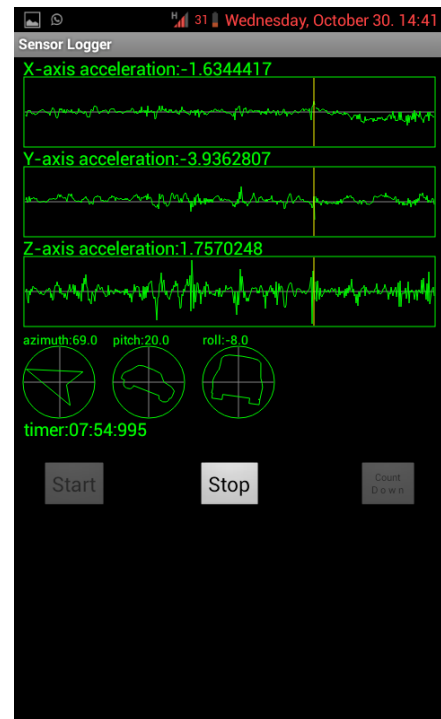 H 31 Wednesday, October 30. 14:41
Sensor Logger
X-axis acceleration:-1.6344417
Y-axis acceleration:-3.9362807
Z-axis acceleration:1.7570248
azimuth:69.0 pitch:20.0 roll:-8.0
timer:07:54:995
Start Stop Count
Down